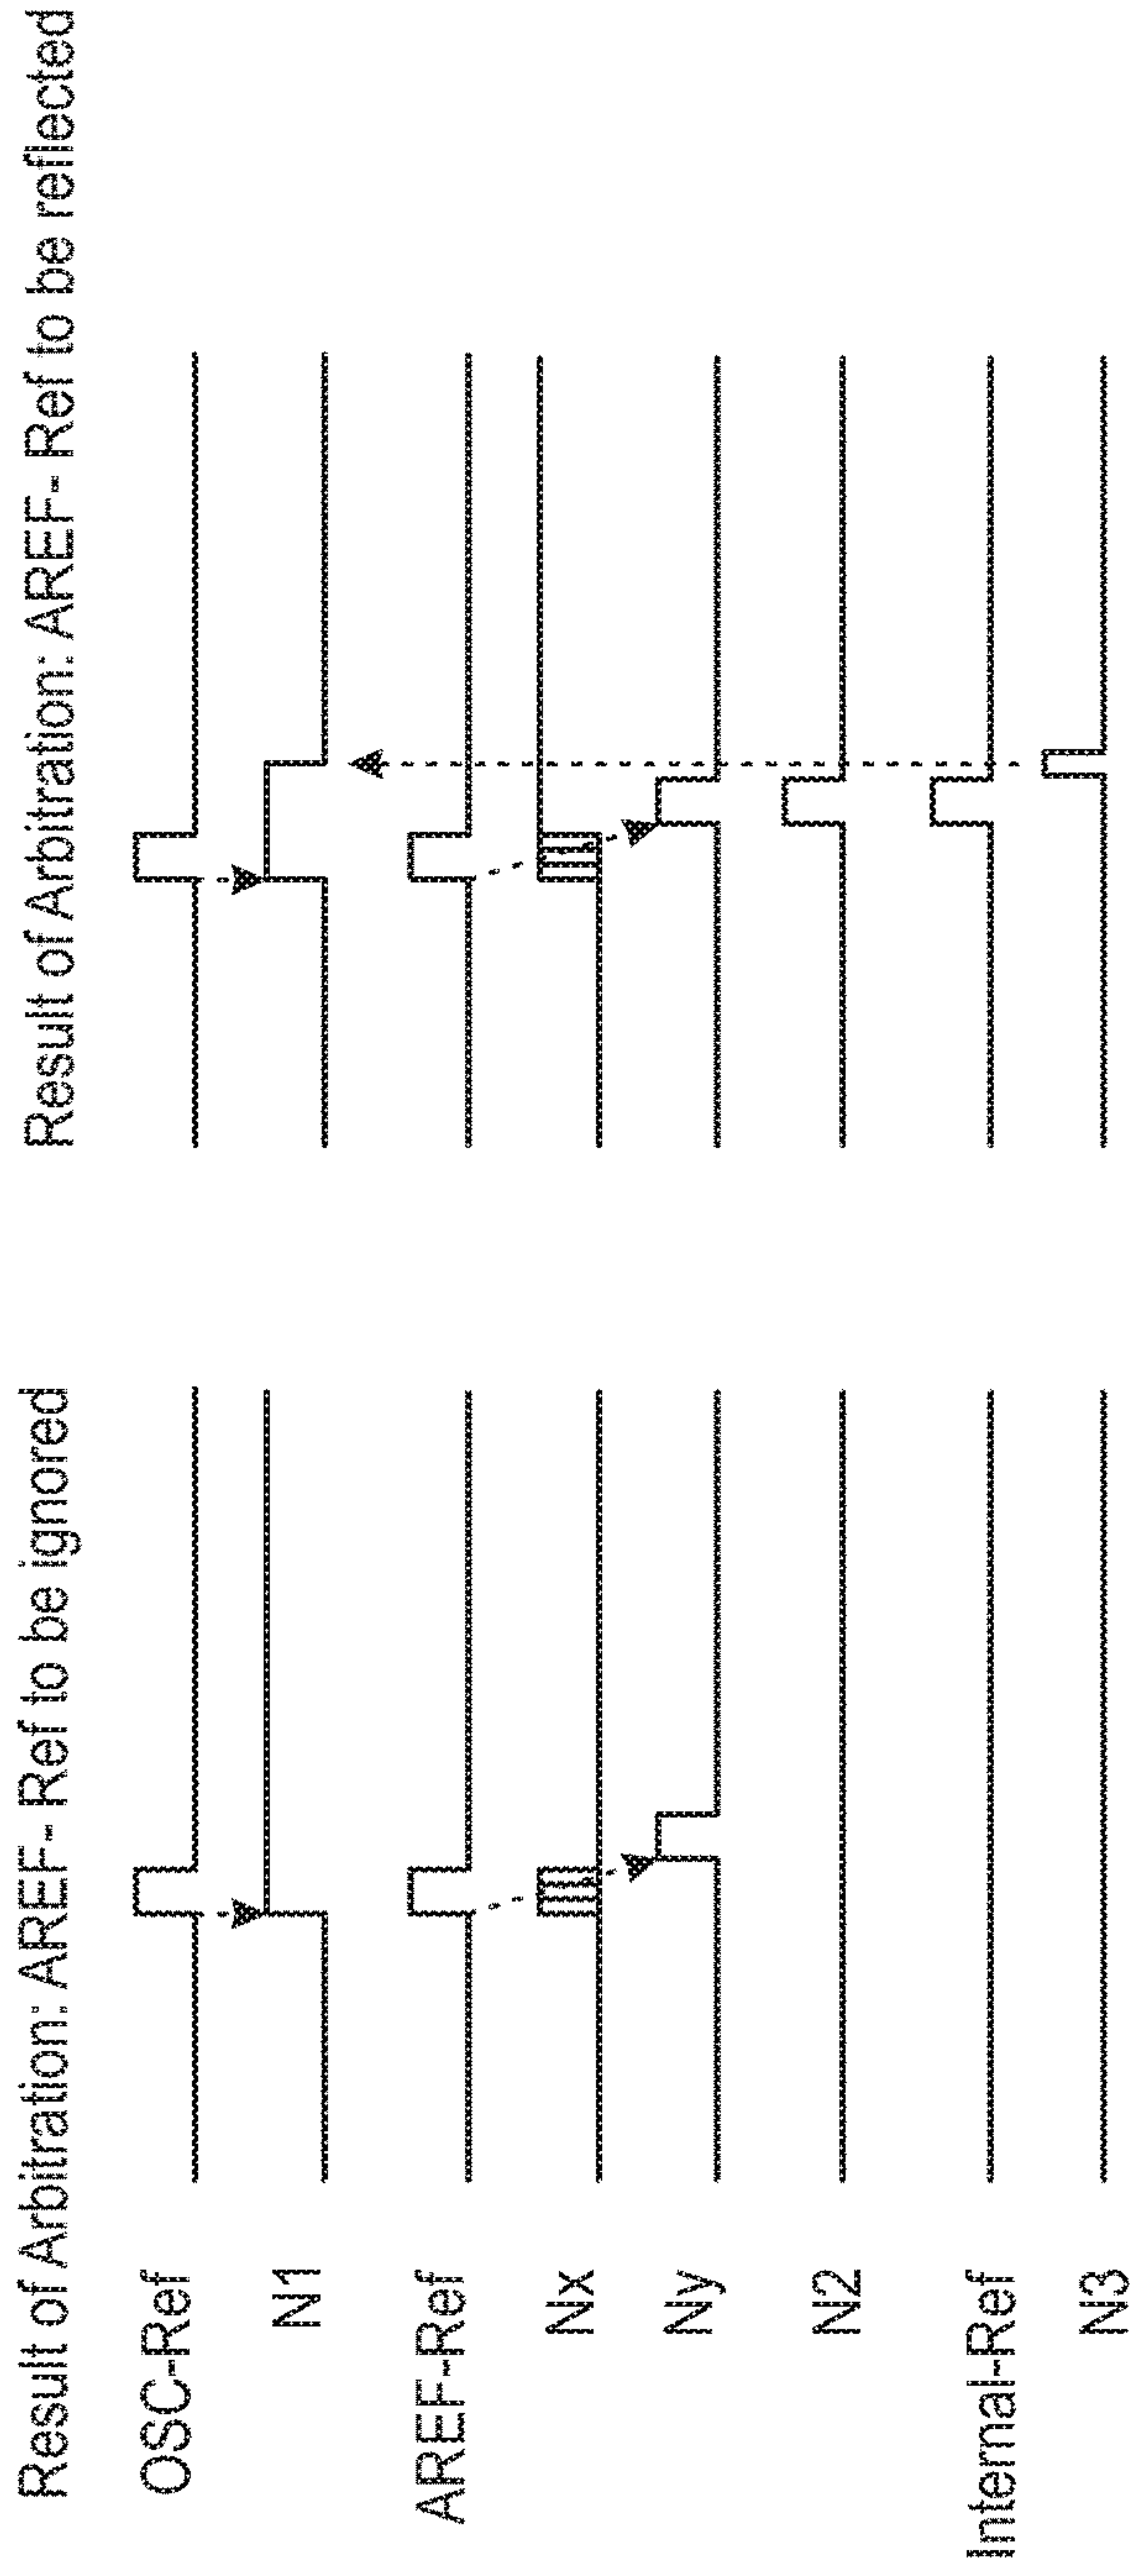 Result of Arbitration: AREF-Ref to be ignored
Result of Arbitration: AREF-Ref to be reflected
OSC-Ref
N1
AREF-Ref
Nx
Ny
N2
Internal-Ref
N3